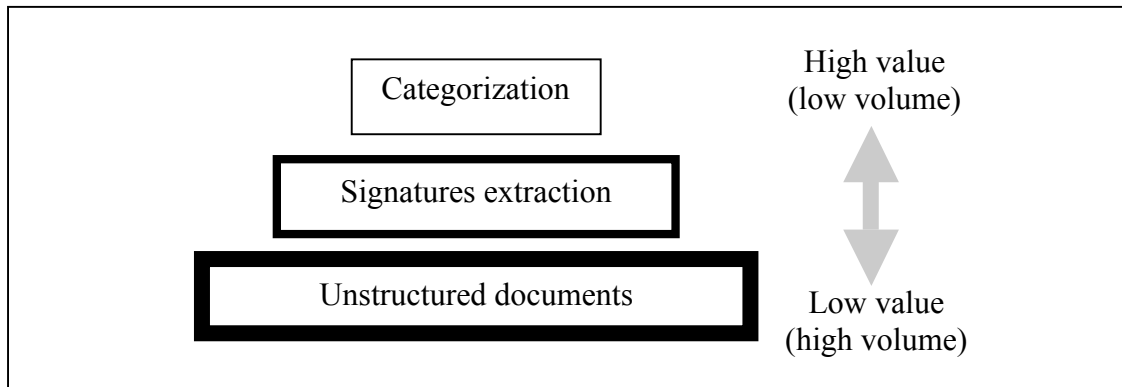 Categorization
Signatures extraction
Unstructured documents
High value
(low volume)
Low value
(high volume)